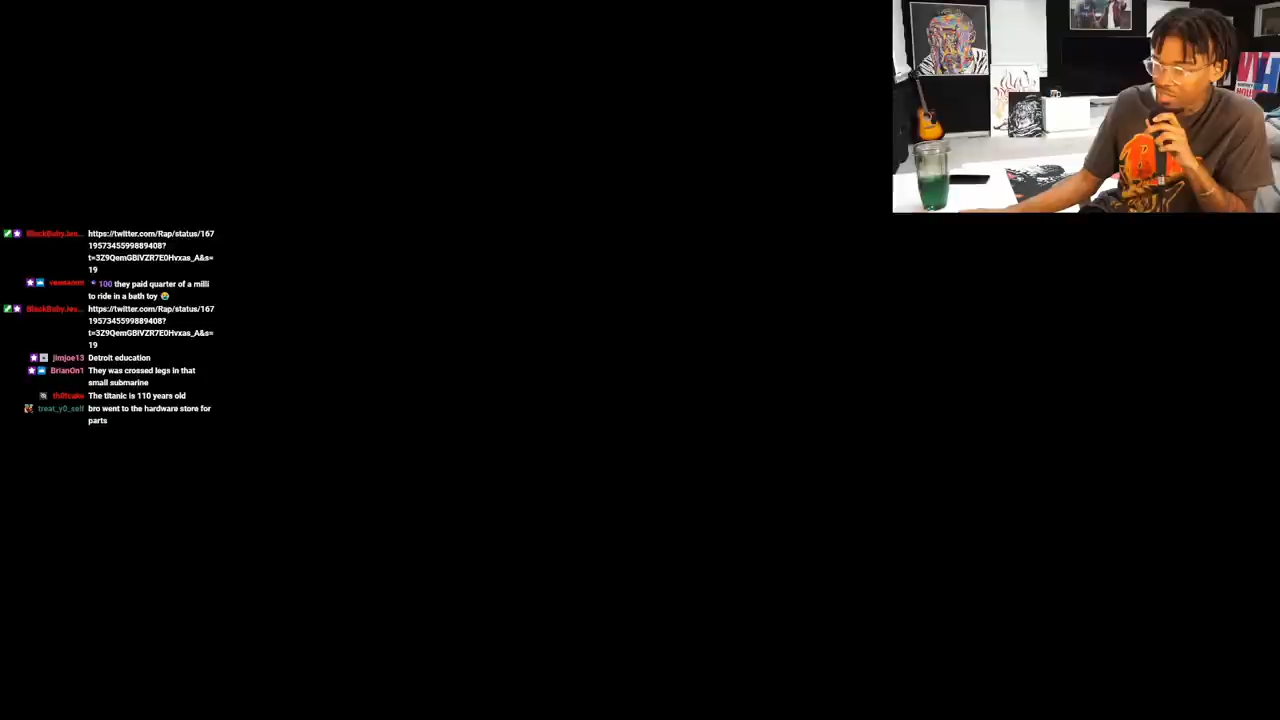 https://twitter.com/Rap/status/167
1957345599889408?
t=3Z9QemGBiVZR7E0Hvxas_A&s=
19
100 they paid quarter of a milli
to ride in a bath toy 😭
https://twitter.com/Rap/status/167
1957345599889408?
t=3Z9QemGBiVZR7E0Hvxas_A&s=
19
jimjoe13 Detroit education
BrianOn1 They was crossed legs in that
small submarine
th0tcake The titanic is 110 years old
treat_y0_self bro went to the hardware store for
parts